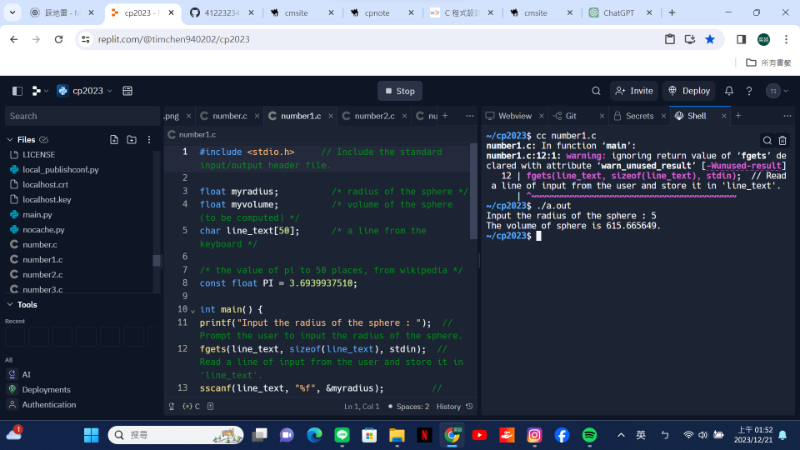 cp2023 -
4122323
cmsite
cpnote
C 程式設
cmsite
ChatGPT
replit.com/@timchen940202/cp2023
所有書籤
cp2023
Stop
Invite
Deploy
Search
.png
number.c
number1.c
number2.c
nu
Webview
Git
Secrets
Shell
Files
LICENSE
local_publishconf.py
localhost.crt
localhost.key
main.py
nocache.py
number.c
number1.c
number2.c
number3.c
Tools
Recent
All
AI
Deployments
Authentication
number1.c
1 #include <stdio.h> // Include the standard
input/output header file.
2
3 float myradius; /* radius of the sphere */
4 float myvolume; /* volume of the sphere
(to be computed) */
5 char line_text[50]; /* a line from the
keyboard */
6
7 /* the value of pi to 50 places, from wikipedia */
8 const float PI = 3.6939937510;
9
10 int main() {
11 printf("Input the radius of the sphere : "); //
Prompt the user to input the radius of the sphere.
12 fgets(line_text, sizeof(line_text), stdin); //
Read a line of input from the user and store it in
'line_text'.
13 sscanf(line_text, "%f", &myradius); //
{×} C
Ln 1, Col 1
Spaces: 2
History
~/cp2023$ cc number1.c
number1.c: In function ‘main’:
number1.c:12:1: warning: ignoring return value of ‘fgets’ de
clared with attribute ‘warn_unused_result’ [-Wunused-result]
12 | fgets(line_text, sizeof(line_text), stdin); // Read
a line of input from the user and store it in 'line_text'.
| ^~~~~~~~~~~~~~~~~~~~~~~~~~~~~~~~~~~~~~~~~~
~/cp2023$ ./a.out
Input the radius of the sphere : 5
The volume of sphere is 615.665649.
~/cp2023$
1
搜尋
英
上午 01:52
2023/12/21